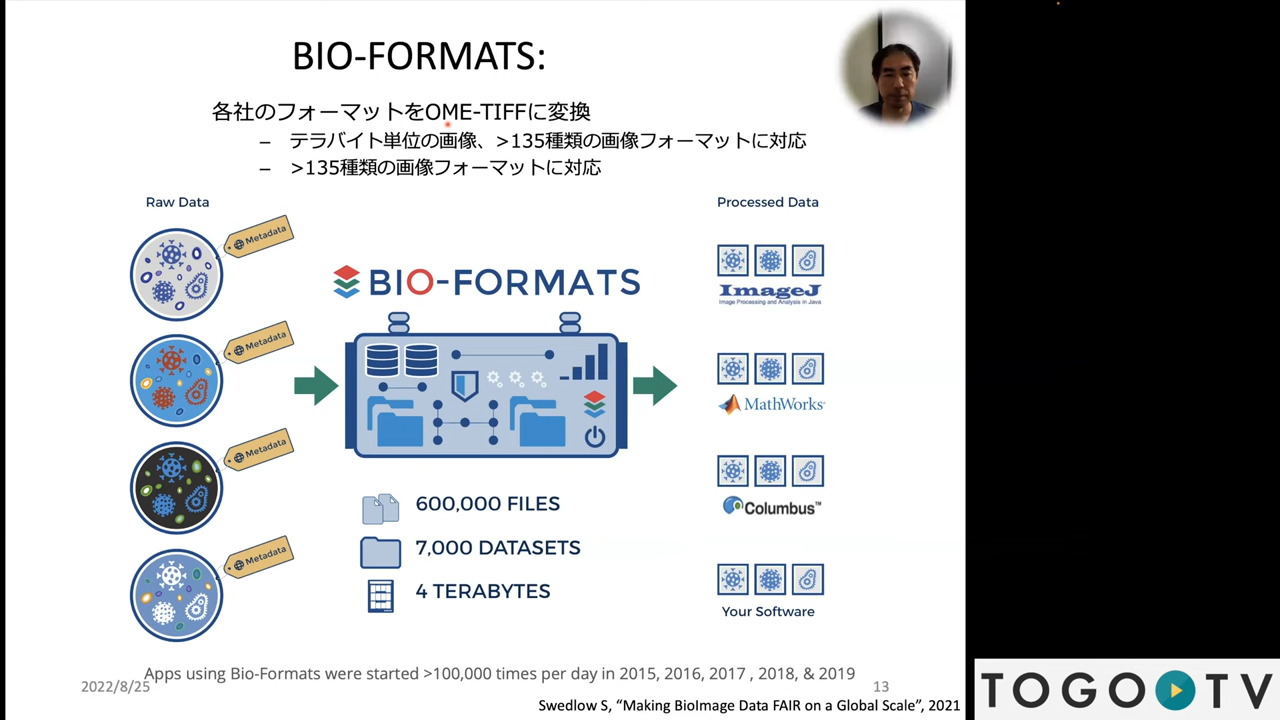 BIO-FORMATS:
各社のフォーマットをOME-TIFFに変換
– テラバイト単位の画像、>135種類の画像フォーマットに対応
– >135種類の画像フォーマットに対応
Raw Data
Processed Data
Metadata
BIO-FORMATS
ImageJ
Image Processing and Analysis in Java
Metadata
MathWorks®
Metadata
Columbus™
600,000 FILES
7,000 DATASETS
Metadata
4 TERABYTES
Your Software
Apps using Bio-Formats were started >100,000 times per day in 2015, 2016, 2017 , 2018, & 2019
2022/8/25
13
Swedlow S, “Making BioImage Data FAIR on a Global Scale”, 2021
TOGO TV